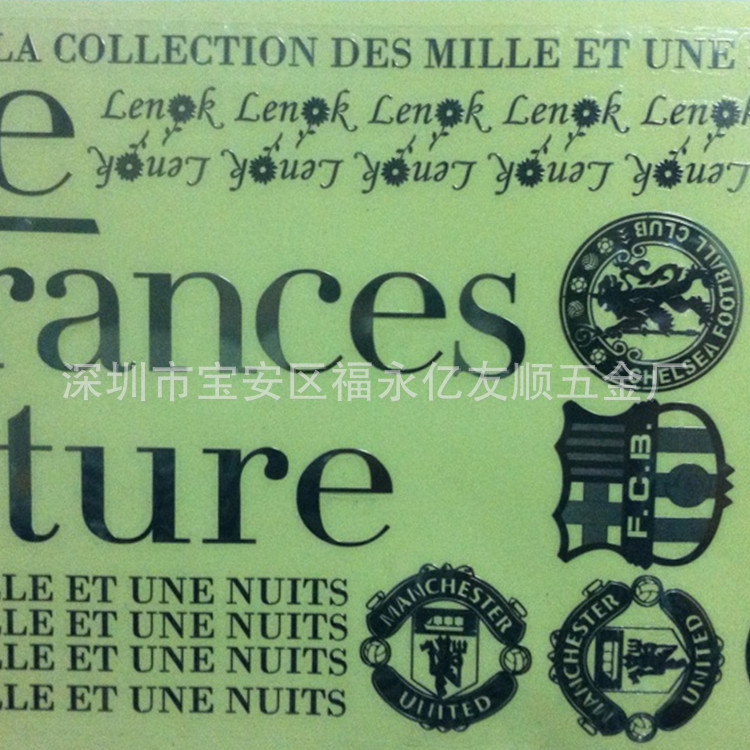 LA COLLECTION DES MILLE ET UNE
e
Lenok Lenok Lenok Lenok Lenok
Lenok Lenok Lenok Lenok Lenok
rances
CHELSEA FOOTBALL CLUB
深圳市宝安区福永亿友顺五金厂
ture
F.C.B.
LLE ET UNE NUITS
LLE ET UNE NUITS
LLE ET UNE NUITS
LLE ET UNE NUITS
MANCHESTER
UNITED
MANCHESTER
UNITED